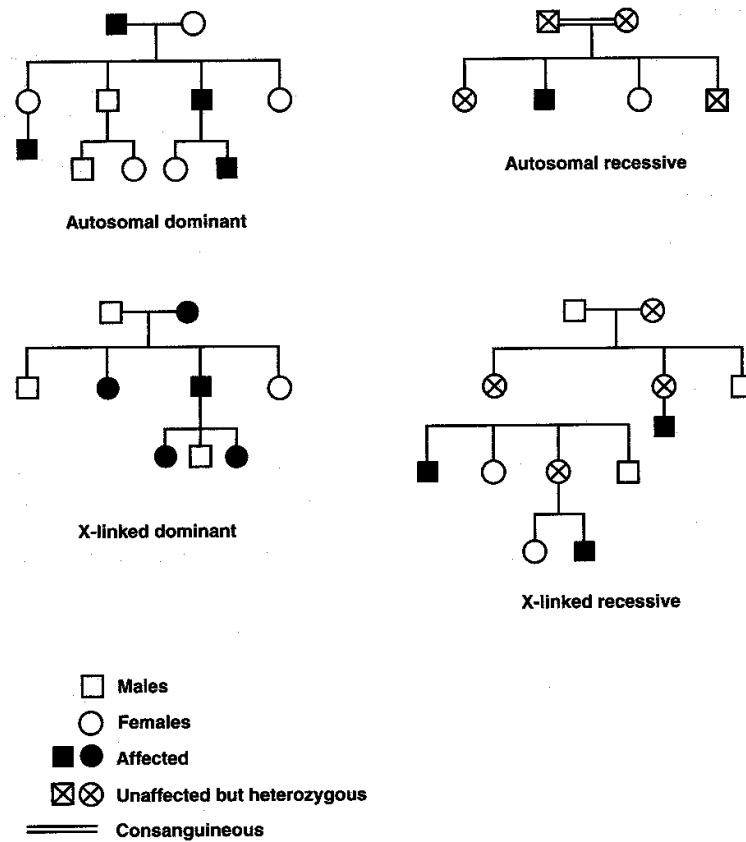 Autosomal dominant
Autosomal recessive
X-linked dominant
X-linked recessive
Males
Females
Affected
Unaffected but heterozygous
Consanguineous